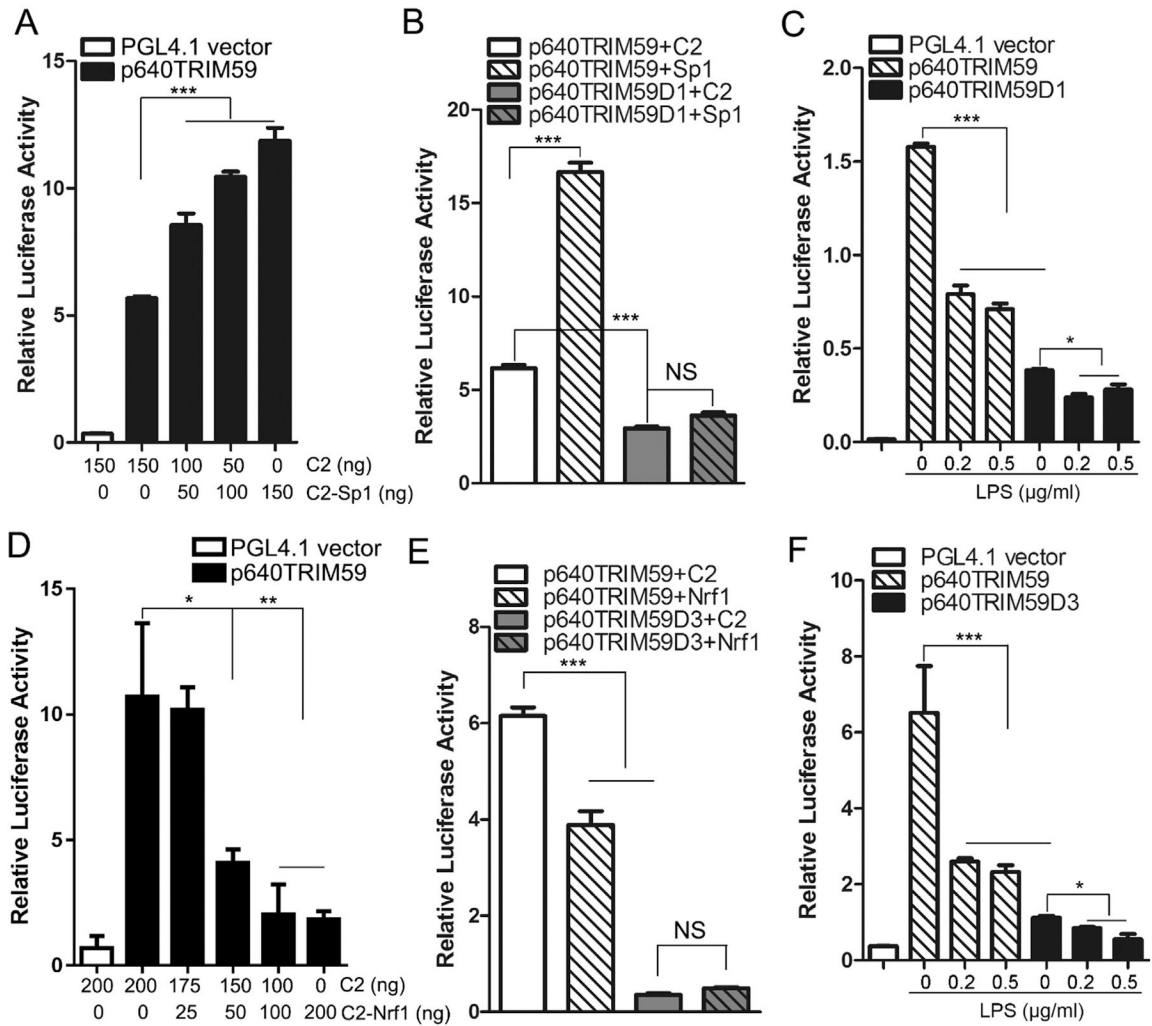 A
PGL4.1 vector
p640TRIM59
Relative Luciferase Activity
15
10
5
0
***
150 150 100 50 0 C2 (ng)
0 0 50 100 150 C2-Sp1 (ng)
B
p640TRIM59+C2
p640TRIM59+Sp1
p640TRIM59D1+C2
p640TRIM59D1+Sp1
Relative Luciferase Activity
20
15
10
5
0
***
***
NS
C
PGL4.1 vector
p640TRIM59
p640TRIM59D1
Relative Luciferase Activity
2.0
1.5
1.0
0.5
0.0
***
*
0 0.2 0.5 0 0.2 0.5
LPS (µg/ml)
D
PGL4.1 vector
p640TRIM59
Relative Luciferase Activity
15
10
5
0
* **
200 200 175 150 100 0 C2 (ng)
0 0 25 50 100 200 C2-Nrf1 (ng)
E
p640TRIM59+C2
p640TRIM59+Nrf1
p640TRIM59D3+C2
p640TRIM59D3+Nrf1
Relative Luciferase Activity
8
6
4
2
0
***
NS
F
PGL4.1 vector
p640TRIM59
p640TRIM59D3
Relative Luciferase Activity
10
8
6
4
2
0
***
*
0 0.2 0.5 0 0.2 0.5
LPS (µg/ml)